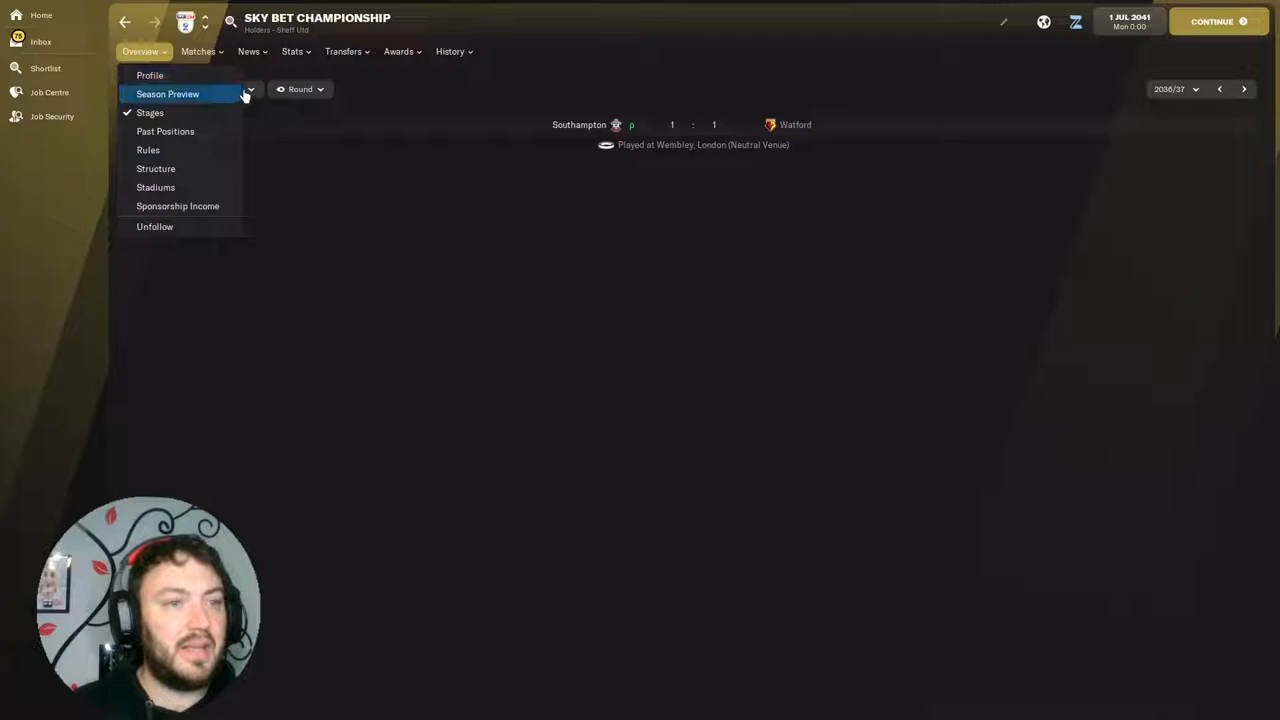 Home
SKY BET CHAMPIONSHIP
Holders - Sheff Utd
1 JUL 2041
Mon 0:00
CONTINUE
75
Inbox
Shortlist
Job Centre
Job Security
Overview
Matches
News
Stats
Transfers
Awards
History
Profile
Season Preview
Stages
Past Positions
Rules
Structure
Stadiums
Sponsorship Income
Unfollow
Round
2036/37
Southampton p 1 : 1 Watford
Played at Wembley, London (Neutral Venue)